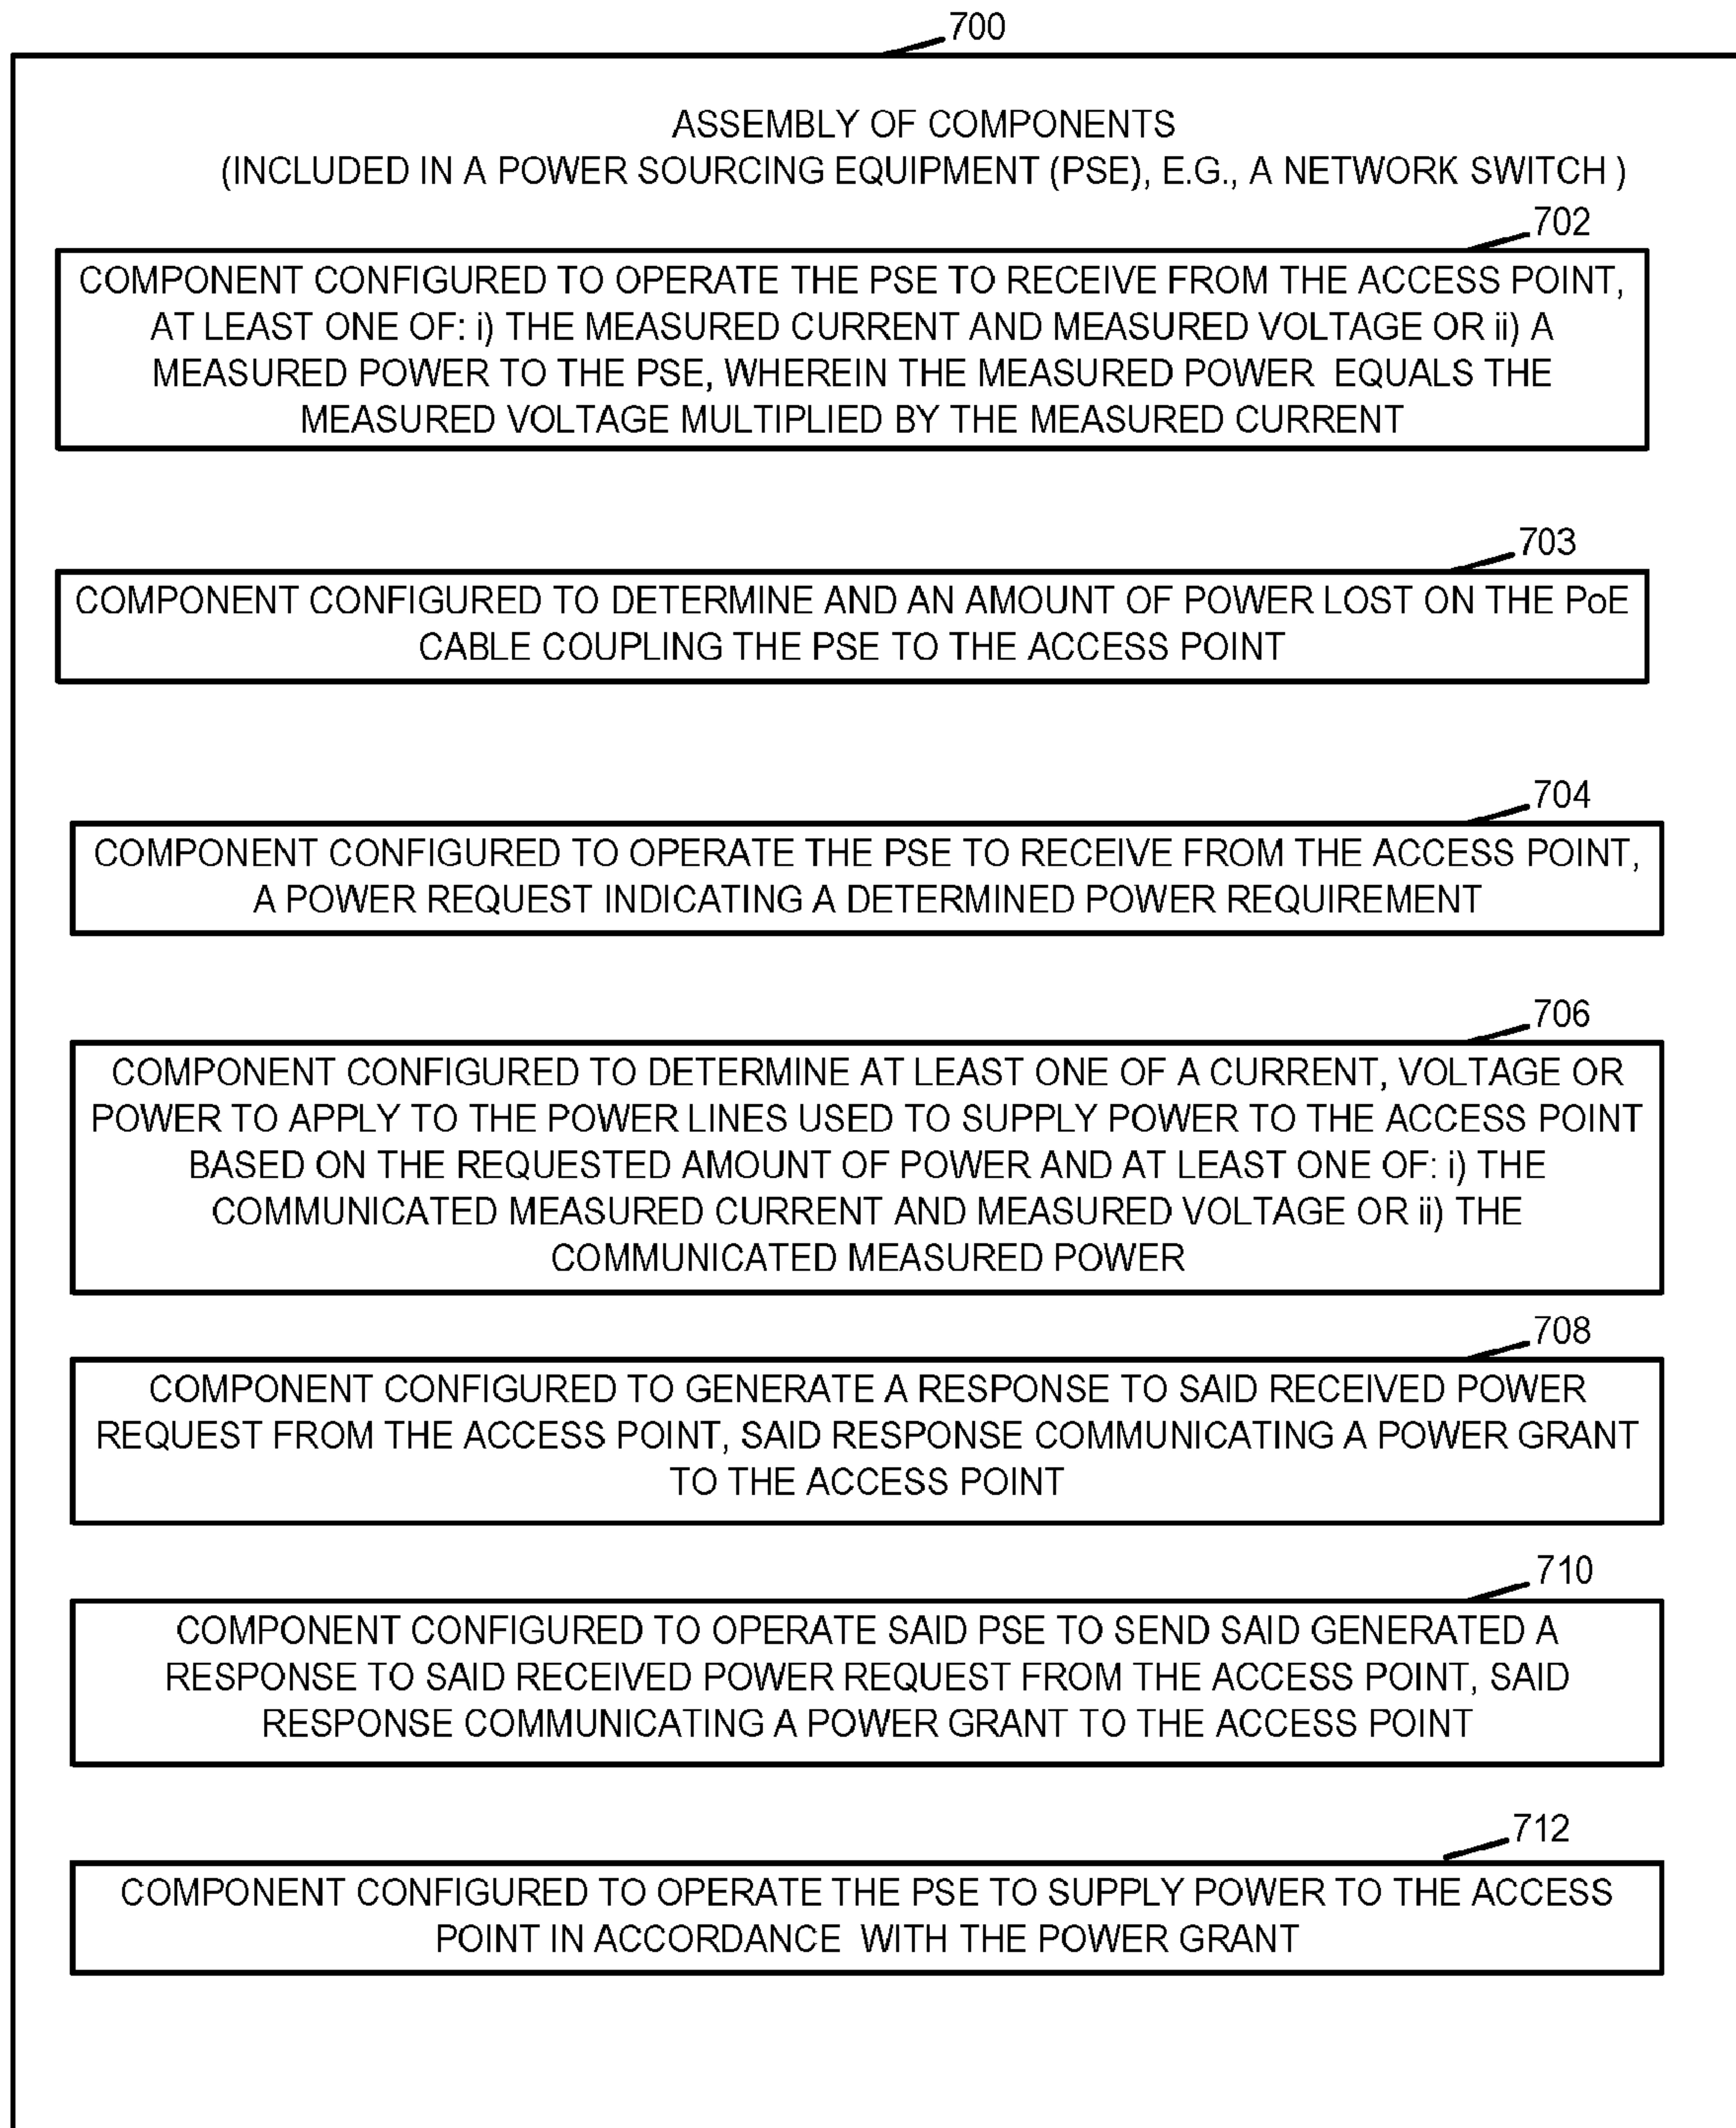 700
ASSEMBLY OF COMPONENTS
(INCLUDED IN A POWER SOURCING EQUIPMENT (PSE), E.G., A NETWORK SWITCH )
702
COMPONENT CONFIGURED TO OPERATE THE PSE TO RECEIVE FROM THE ACCESS POINT,
AT LEAST ONE OF: i) THE MEASURED CURRENT AND MEASURED VOLTAGE OR ii) A
MEASURED POWER TO THE PSE, WHEREIN THE MEASURED POWER EQUALS THE
MEASURED VOLTAGE MULTIPLIED BY THE MEASURED CURRENT
703
COMPONENT CONFIGURED TO DETERMINE AND AN AMOUNT OF POWER LOST ON THE PoE
CABLE COUPLING THE PSE TO THE ACCESS POINT
704
COMPONENT CONFIGURED TO OPERATE THE PSE TO RECEIVE FROM THE ACCESS POINT,
A POWER REQUEST INDICATING A DETERMINED POWER REQUIREMENT
706
COMPONENT CONFIGURED TO DETERMINE AT LEAST ONE OF A CURRENT, VOLTAGE OR
POWER TO APPLY TO THE POWER LINES USED TO SUPPLY POWER TO THE ACCESS POINT
BASED ON THE REQUESTED AMOUNT OF POWER AND AT LEAST ONE OF: i) THE
COMMUNICATED MEASURED CURRENT AND MEASURED VOLTAGE OR ii) THE
COMMUNICATED MEASURED POWER
708
COMPONENT CONFIGURED TO GENERATE A RESPONSE TO SAID RECEIVED POWER
REQUEST FROM THE ACCESS POINT, SAID RESPONSE COMMUNICATING A POWER GRANT
TO THE ACCESS POINT
710
COMPONENT CONFIGURED TO OPERATE SAID PSE TO SEND SAID GENERATED A
RESPONSE TO SAID RECEIVED POWER REQUEST FROM THE ACCESS POINT, SAID
RESPONSE COMMUNICATING A POWER GRANT TO THE ACCESS POINT
712
COMPONENT CONFIGURED TO OPERATE THE PSE TO SUPPLY POWER TO THE ACCESS
POINT IN ACCORDANCE WITH THE POWER GRANT